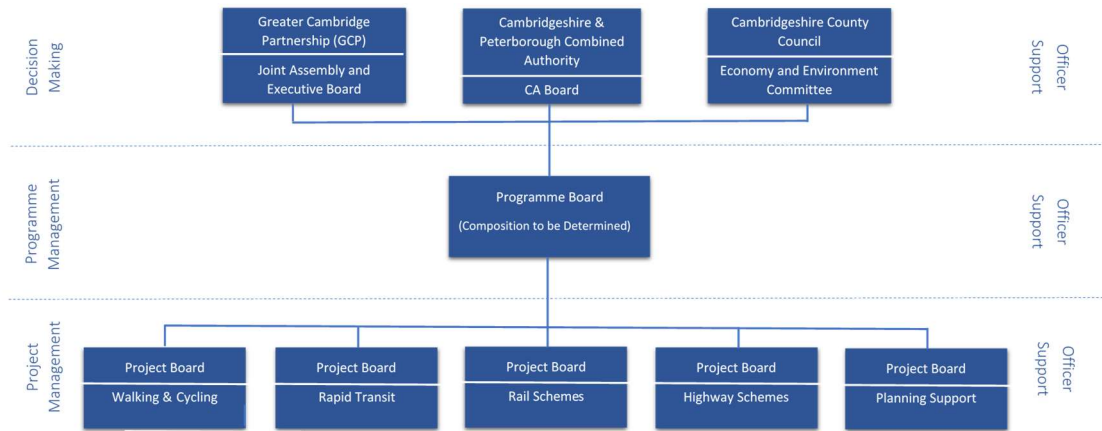 Decision
Making
Greater Cambridge
Partnership (GCP)
Joint Assembly and
Executive Board
Cambridgeshire &
Peterborough Combined
Authority
CA Board
Cambridgeshire County
Council
Economy and Environment
Committee
Officer
Support
Programme
Management
Programme Board
(Composition to be Determined)
Officer
Support
Project
Management
Project Board
Walking & Cycling
Project Board
Rapid Transit
Project Board
Rail Schemes
Project Board
Highway Schemes
Project Board
Planning Support
Officer
Support